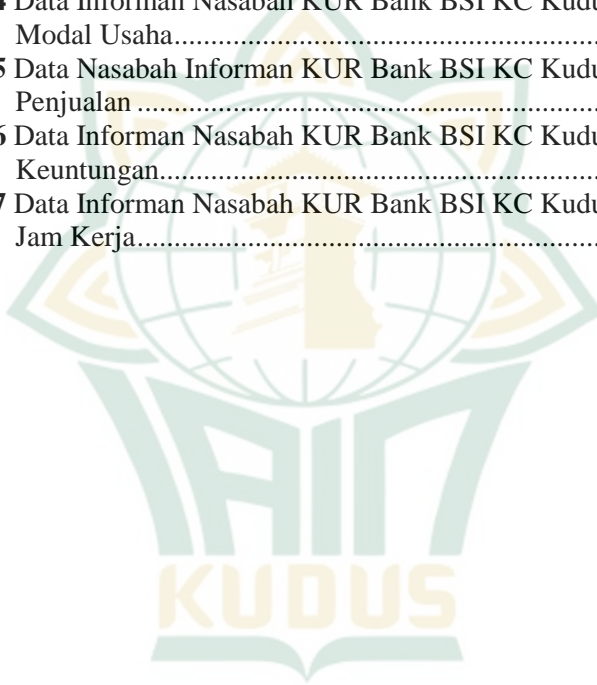 4 Data Informan Nasabah KUR Bank BSI KC Kudu
Modal Usaha
5 Data Nasabah Informan KUR Bank BSI KC Kudu
Penjualan
6 Data Informan Nasabah KUR Bank BSI KC Kudu
Keuntungan
7 Data Informan Nasabah KUR Bank BSI KC Kudu
Jam Kerja
IAIN
KUDUS